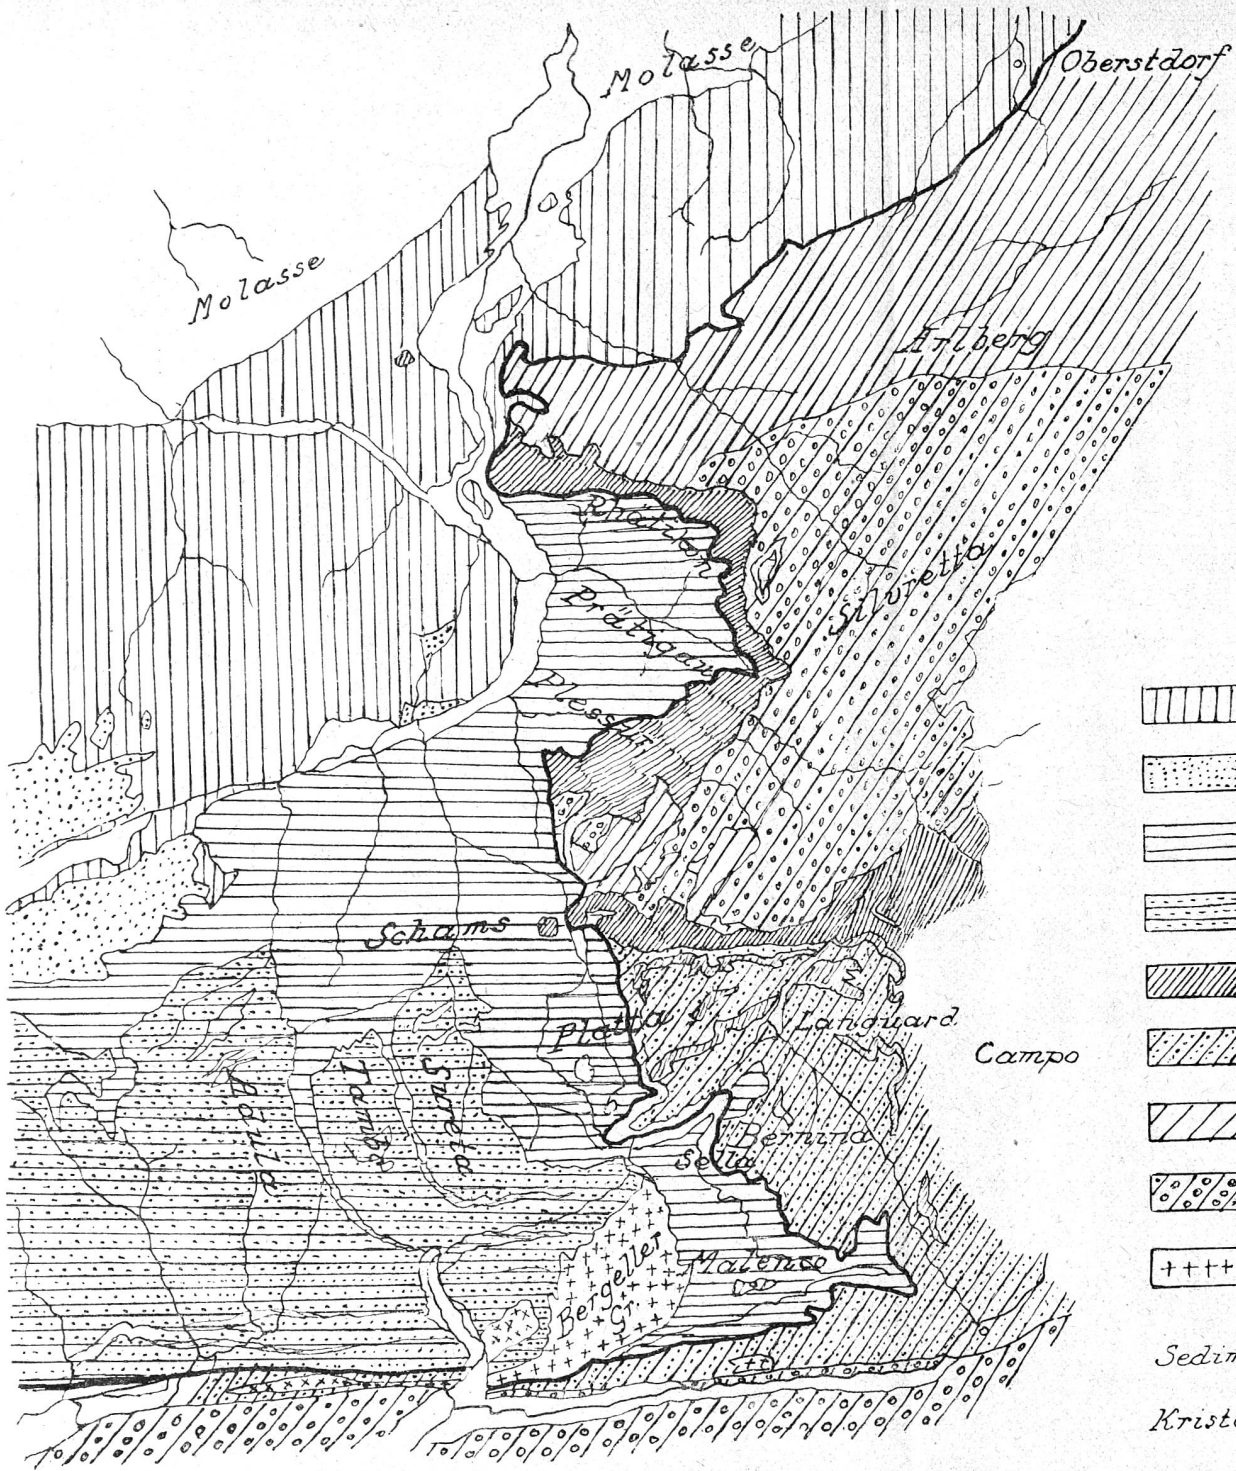 Molasse
Oberstdorf
Molasse
Arlberg
Rhätikon
Silvretta
Prätigau
Plessur
Schams
Platta
Languard
Campo
Adula
Tambo
Suretta
Bernina
Sella
Malenco
Bergeller
Gr.
Sedim
Krista